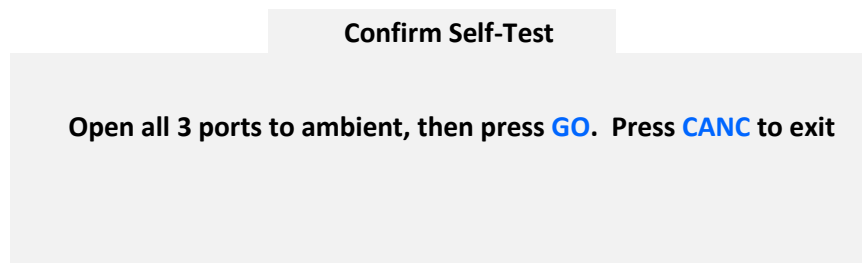 Confirm Self-Test
Open all 3 ports to ambient, then press GO.  Press CANC to exit